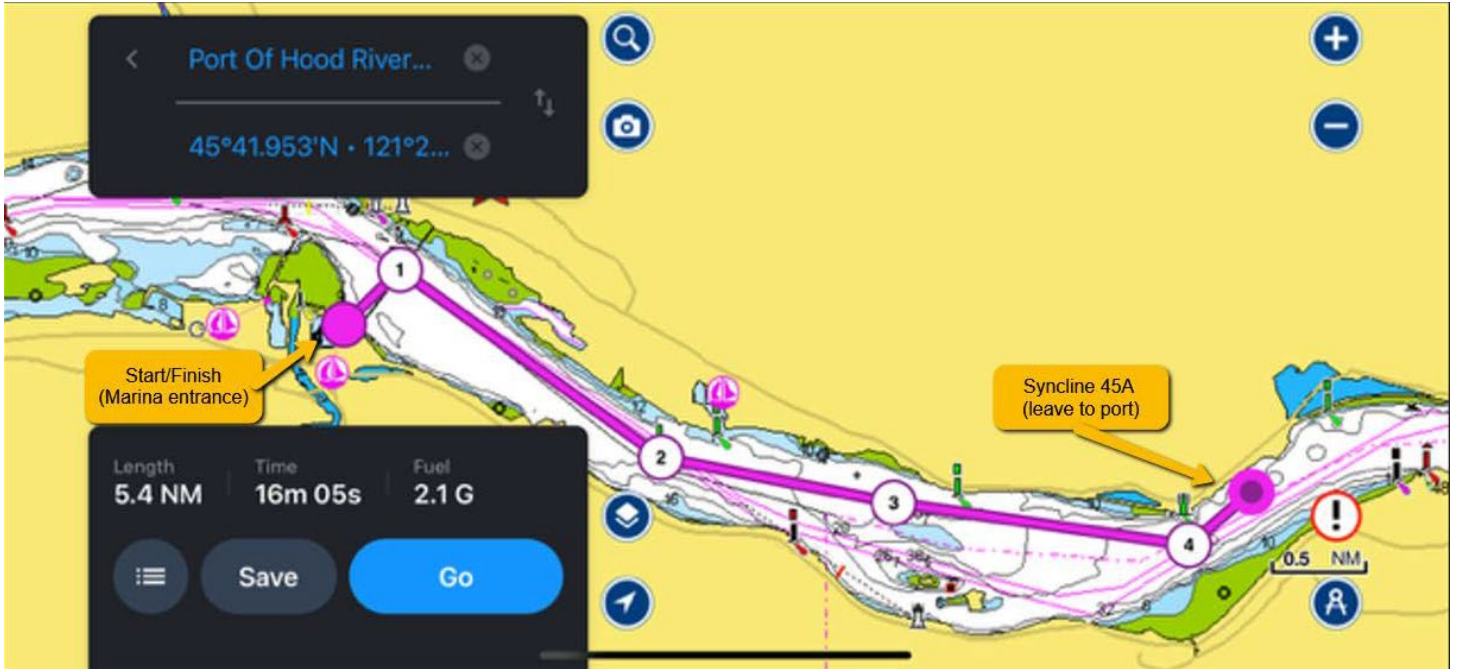 Port Of Hood River...
45°41.953'N • 121°2...
Start/Finish
(Marina entrance)
Syncline 45A
(leave to port)
1
2
3
4
Length
5.4 NM
Time
16m 05s
Fuel
2.1 G
Save
Go
0.5 NM